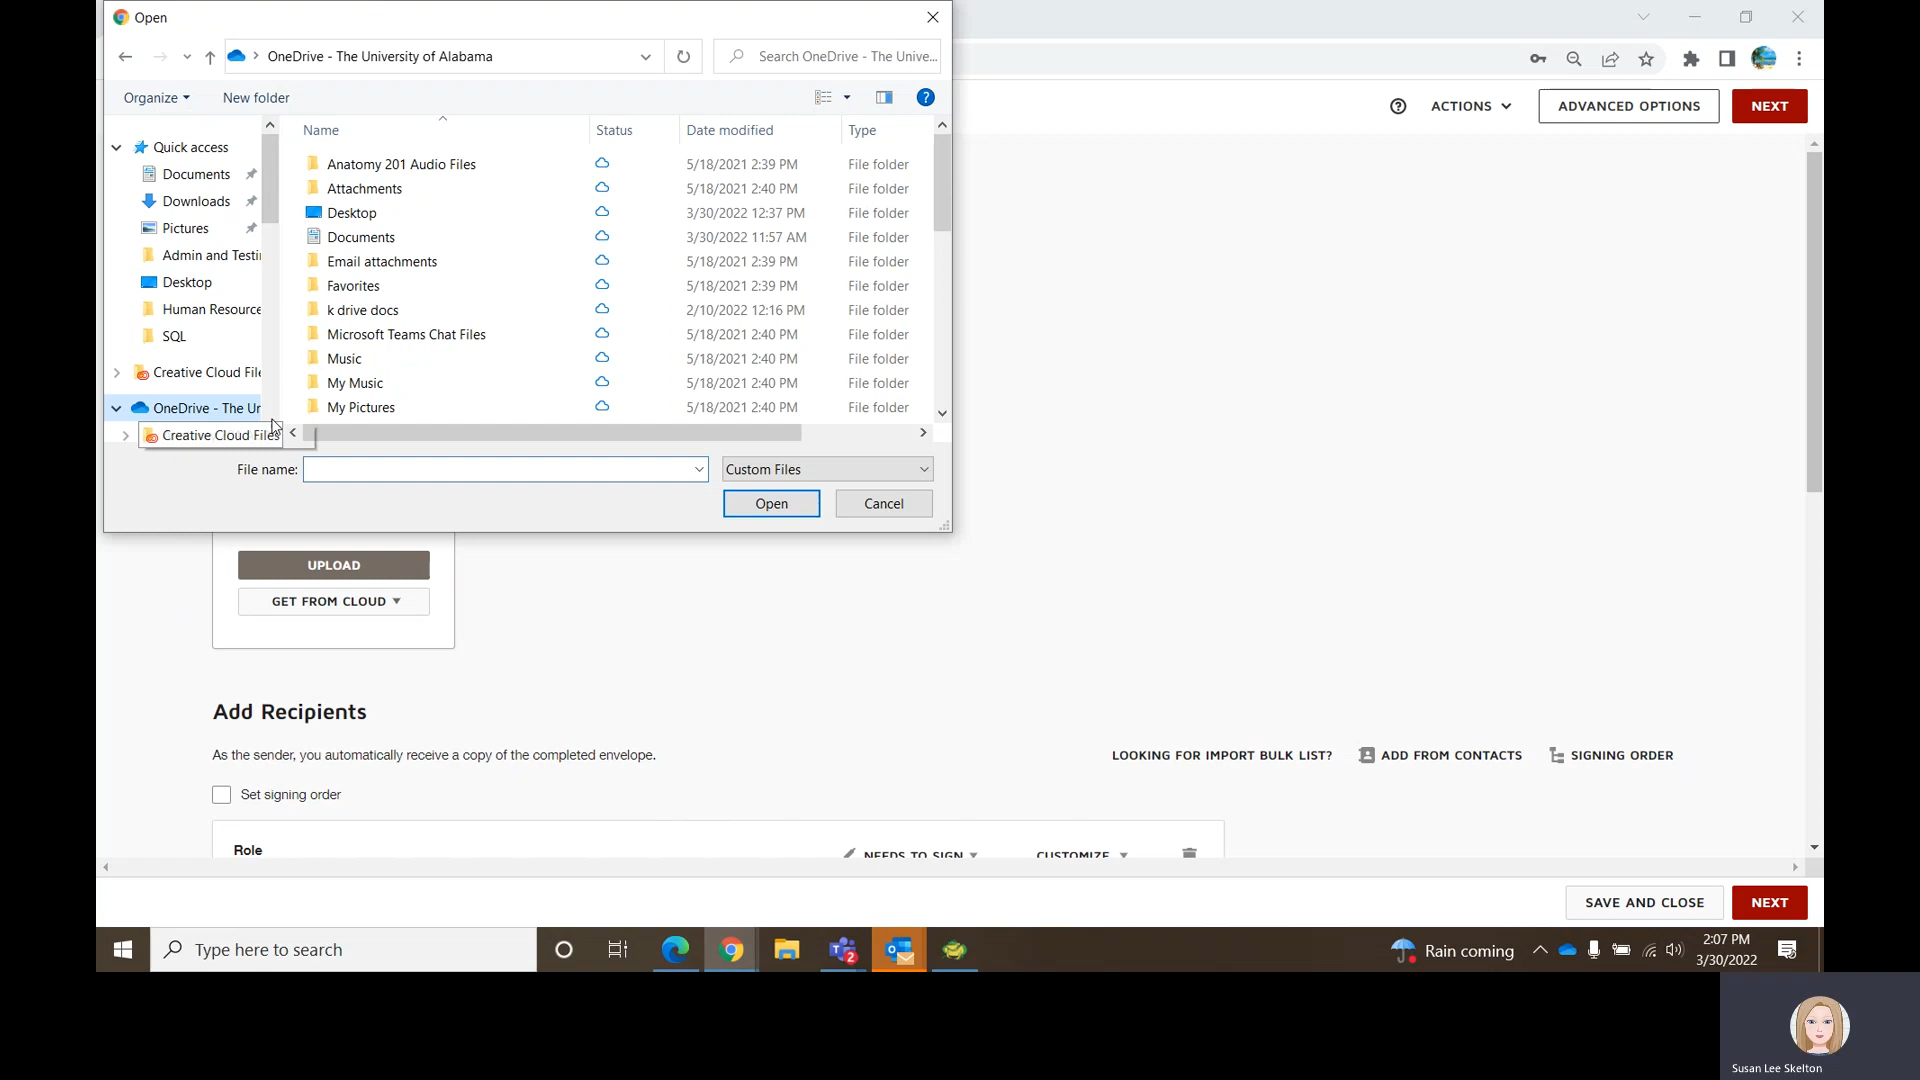 Open
OneDrive - The University of Alabama
Search OneDrive - The Unive...
Organize
New folder
Name
Status
Date modified
Type
Quick access
Documents
Downloads
Pictures
Admin and Testi
Desktop
Human Resource
SQL
Creative Cloud File
OneDrive - The Ur
Creative Cloud Files
Anatomy 201 Audio Files 5/18/2021 2:39 PM File folder
Attachments 5/18/2021 2:40 PM File folder
Desktop 3/30/2022 12:37 PM File folder
Documents 3/30/2022 11:57 AM File folder
Email attachments 5/18/2021 2:39 PM File folder
Favorites 5/18/2021 2:39 PM File folder
k drive docs 2/10/2022 12:16 PM File folder
Microsoft Teams Chat Files 5/18/2021 2:40 PM File folder
Music 5/18/2021 2:40 PM File folder
My Music 5/18/2021 2:40 PM File folder
My Pictures 5/18/2021 2:40 PM File folder
File name:
Custom Files
Open
Cancel
ACTIONS
ADVANCED OPTIONS
NEXT
UPLOAD
GET FROM CLOUD
Add Recipients
As the sender, you automatically receive a copy of the completed envelope.
LOOKING FOR IMPORT BULK LIST?
ADD FROM CONTACTS
SIGNING ORDER
Set signing order
Role
NEEDS TO SIGN
CUSTOMIZE
SAVE AND CLOSE
NEXT
Type here to search
2
Rain coming
2:07 PM
3/30/2022
Susan Lee Skelton